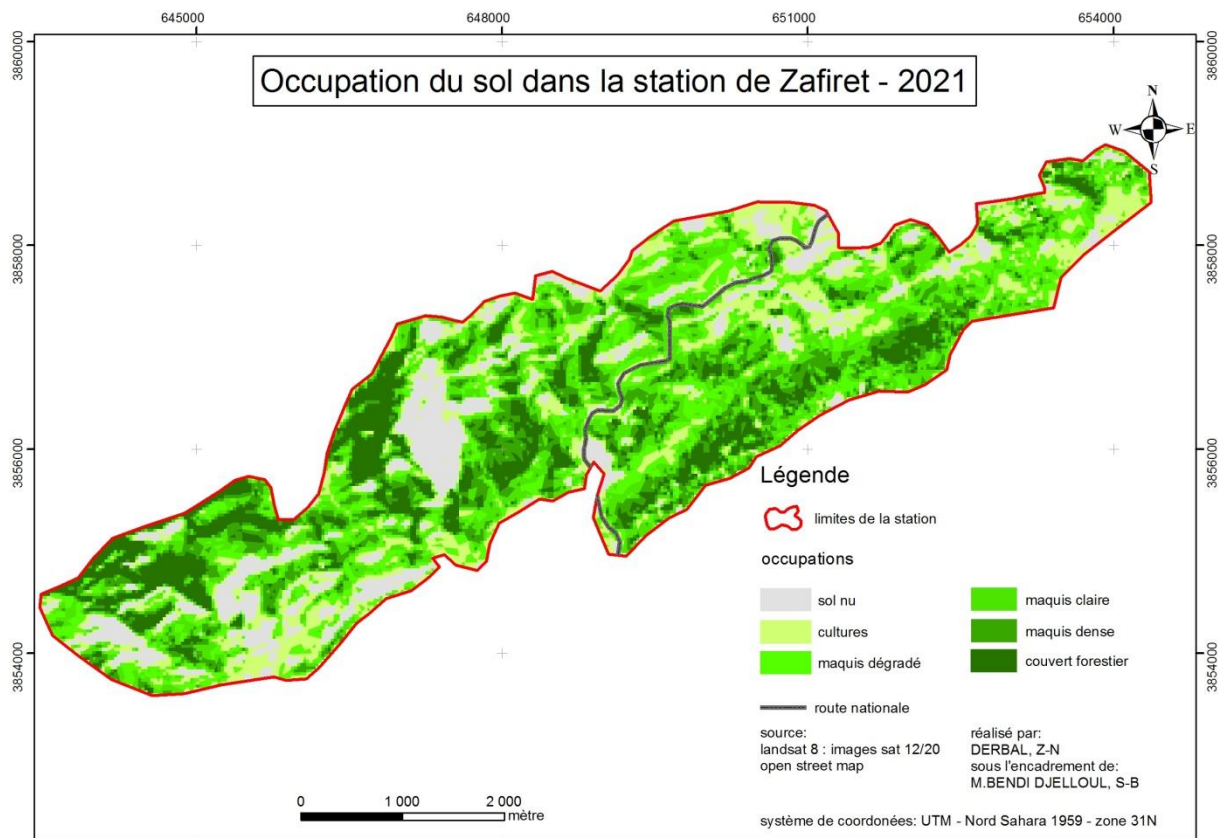 645000
648000
651000
654000
3860000
3860000
Occupation du sol dans la station de Zafiret - 2021
N
W
E
S
3858000
3858000
3856000
3856000
Légende
limites de la station
occupations
sol nu
maquis claire
cultures
maquis dense
maquis dégradé
couvert forestier
3854000
3854000
route nationale
source:
landsat 8 : images sat 12/20
open street map
réalisé par:
DERBAL, Z-N
sous l'encadrement de:
M.BENDI DJELLOUL, S-B
0
1 000
2 000
mètre
système de coordonées: UTM - Nord Sahara 1959 - zone 31N